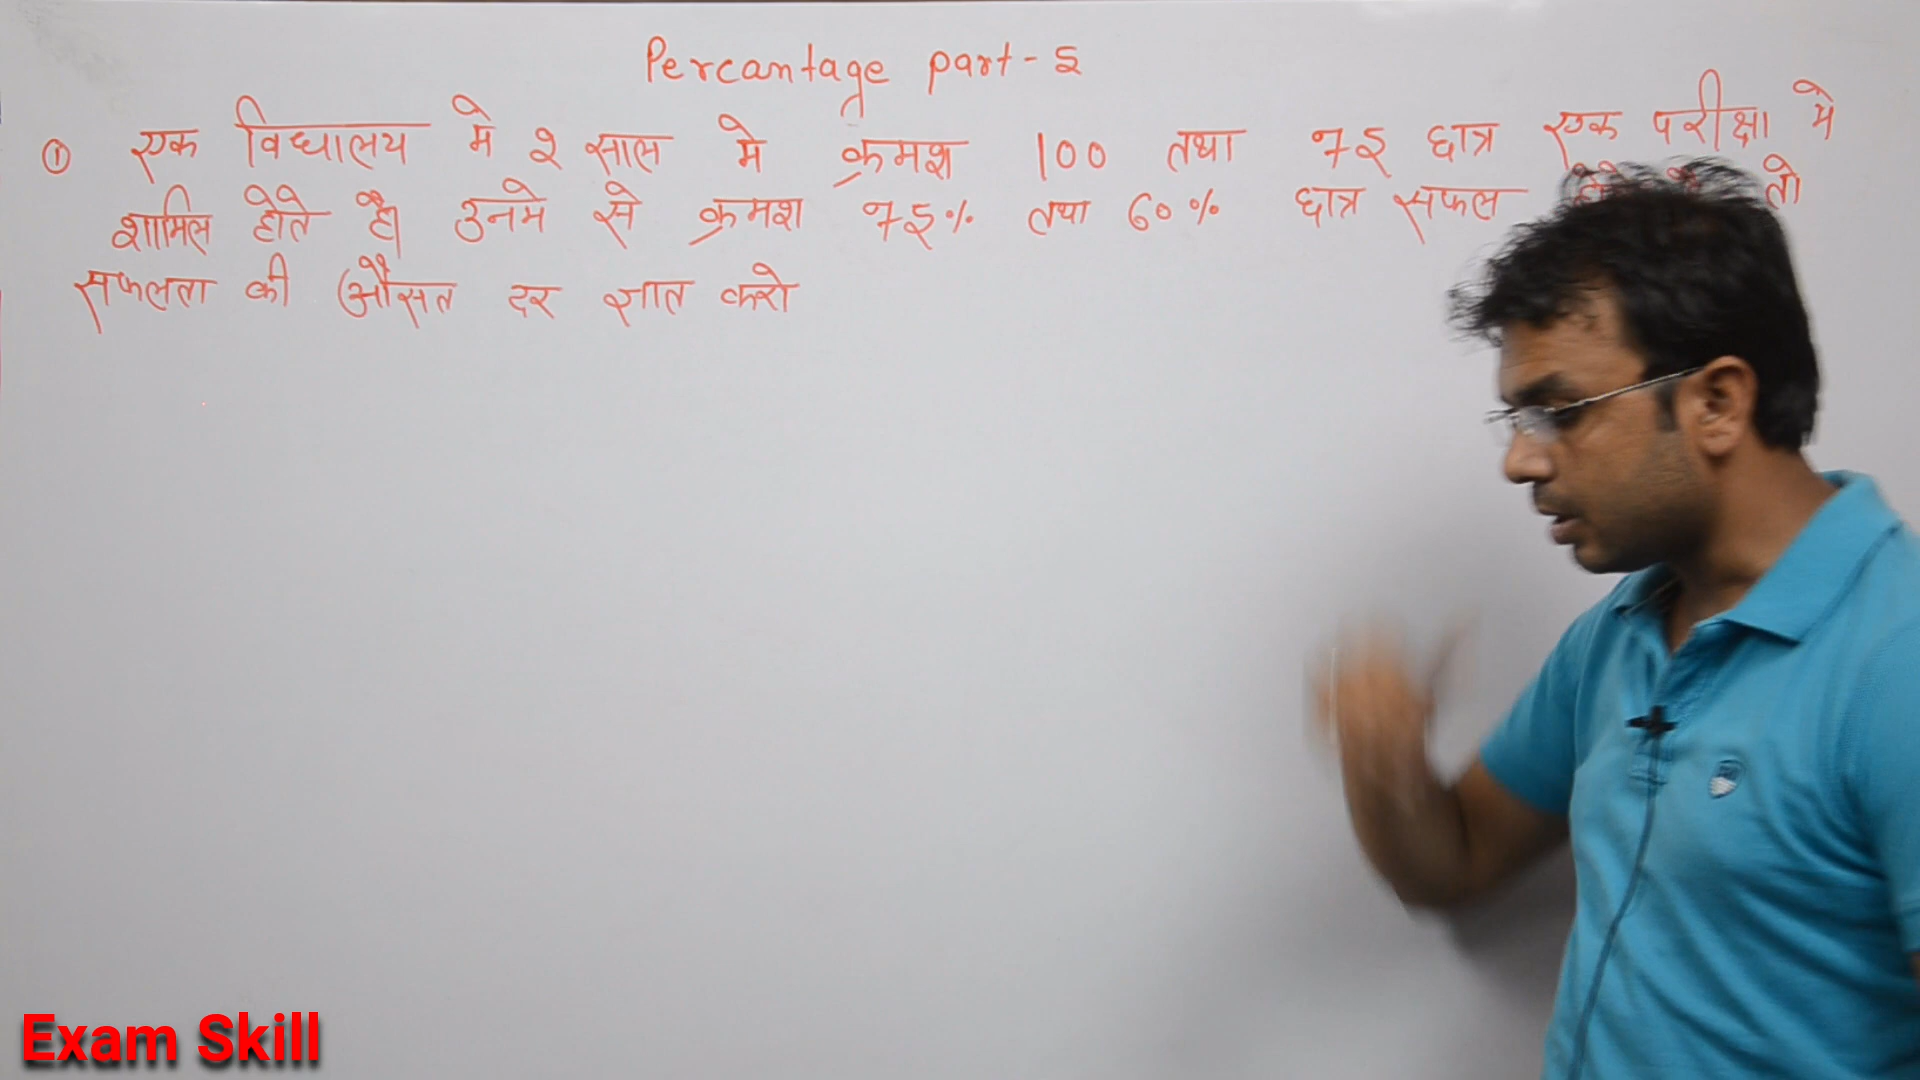 Percantage part-5
① एक विघालय मे २ साल मे क्रमश 100 तथा 75 छात्र एक परीक्षा मे
शामिल होते है। उनमे से क्रमश 75% तथा 60% छात्र सफल तो
सफलता की औसत दर ज्ञात करो
Exam Skill